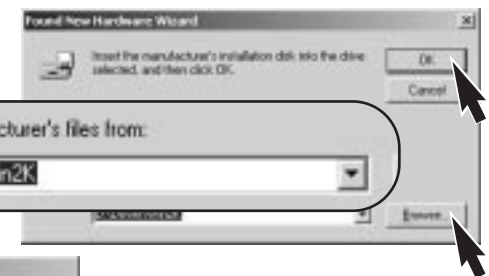 Found New Hardware Wizard
Insert the manufacturer's installation disk into the drive
selected, and then click OK.
OK
Cancel
cturer's files from:
in2K
Browse...